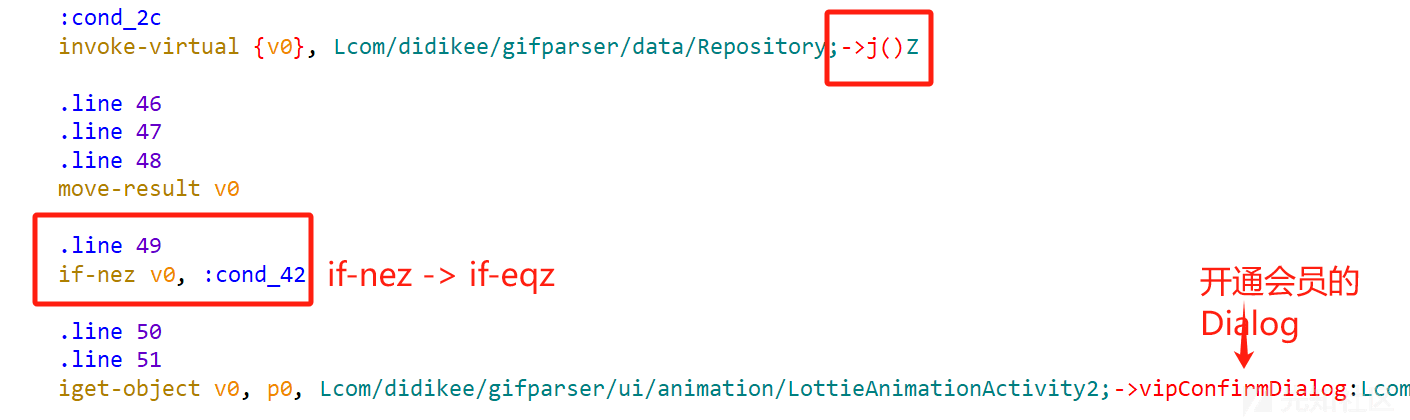 :cond_2c
invoke-virtual {v0}, Lcom/didikee/gifparser/data/Repository;->j()Z
.line 46
.line 47
.line 48
move-result v0
.line 49
if-nez v0, :cond_42
if-nez -> if-eqz
开通会员的
Dialog
.line 50
.line 51
iget-object v0, p0, Lcom/didikee/gifparser/ui/animation/LottieAnimationActivity2;->vipConfirmDialog:Lcom